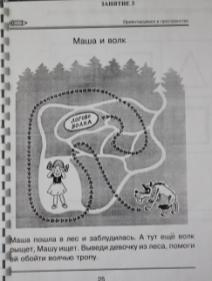 ЗАНЯТИЕ 3
Ориентировка в пространстве
Маша и волк
ЛОГОВО
ВОЛКА
Маша пошла в лес и заблудилась. А тут ещё волк
рыщет, Машу ищет. Выведи девочку из леса, помоги
ей обойти волчью тропу.
25